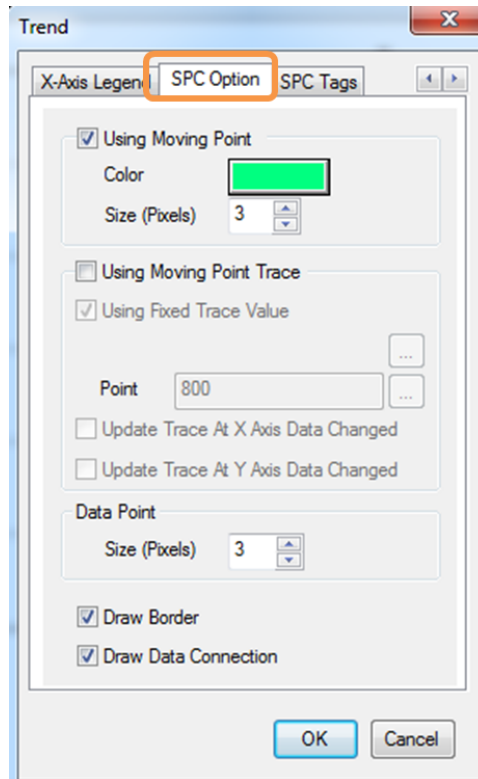 Trend
X-Axis Legend SPC Option SPC Tags
Using Moving Point
Color
Size (Pixels) 3
Using Moving Point Trace
Using Fixed Trace Value
...
Point 800 ...
Update Trace At X Axis Data Changed
Update Trace At Y Axis Data Changed
Data Point
Size (Pixels) 3
Draw Border
Draw Data Connection
OK Cancel